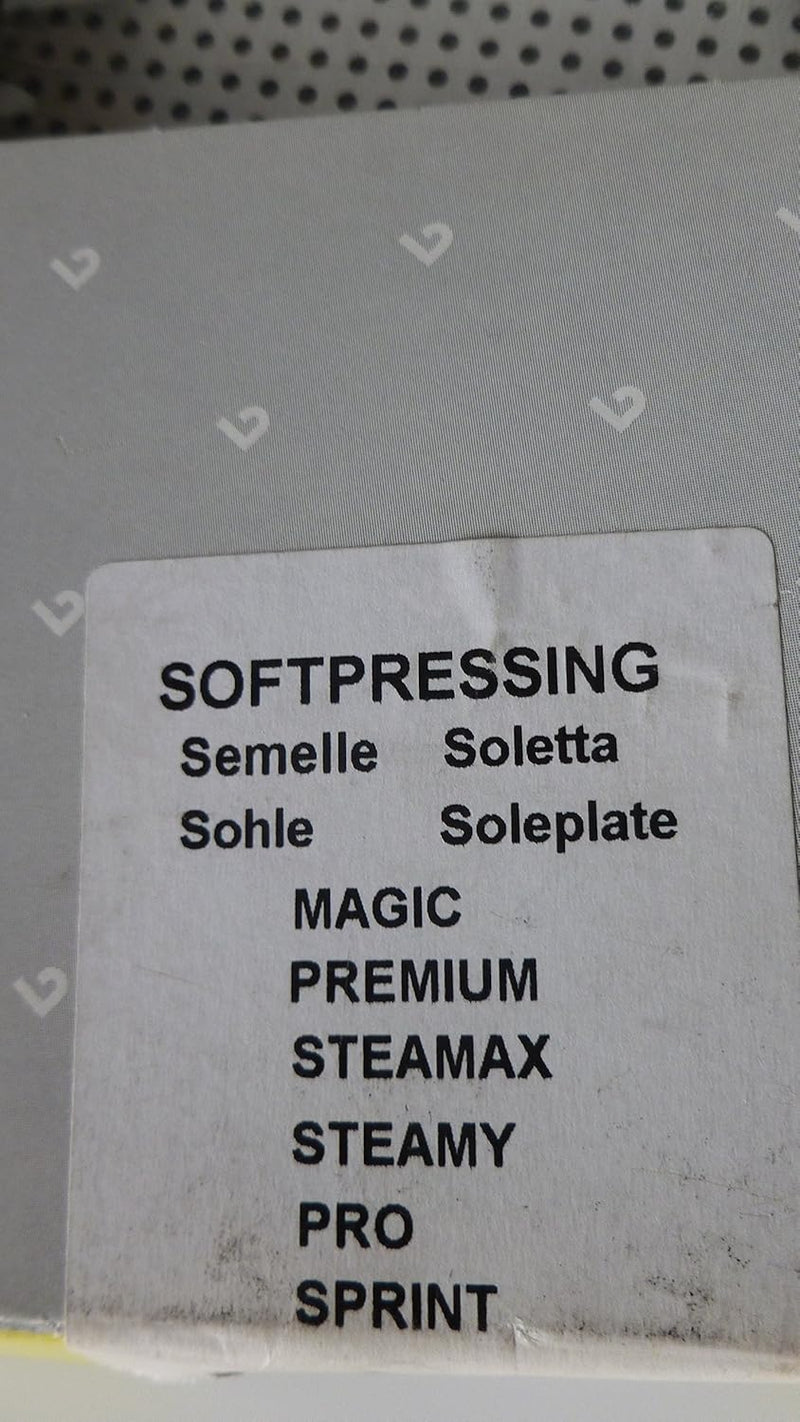 SOFTPRESSING
Semelle Soletta
Sohle Soleplate
MAGIC
PREMIUM
STEAMAX
STEAMY
PRO
SPRINT